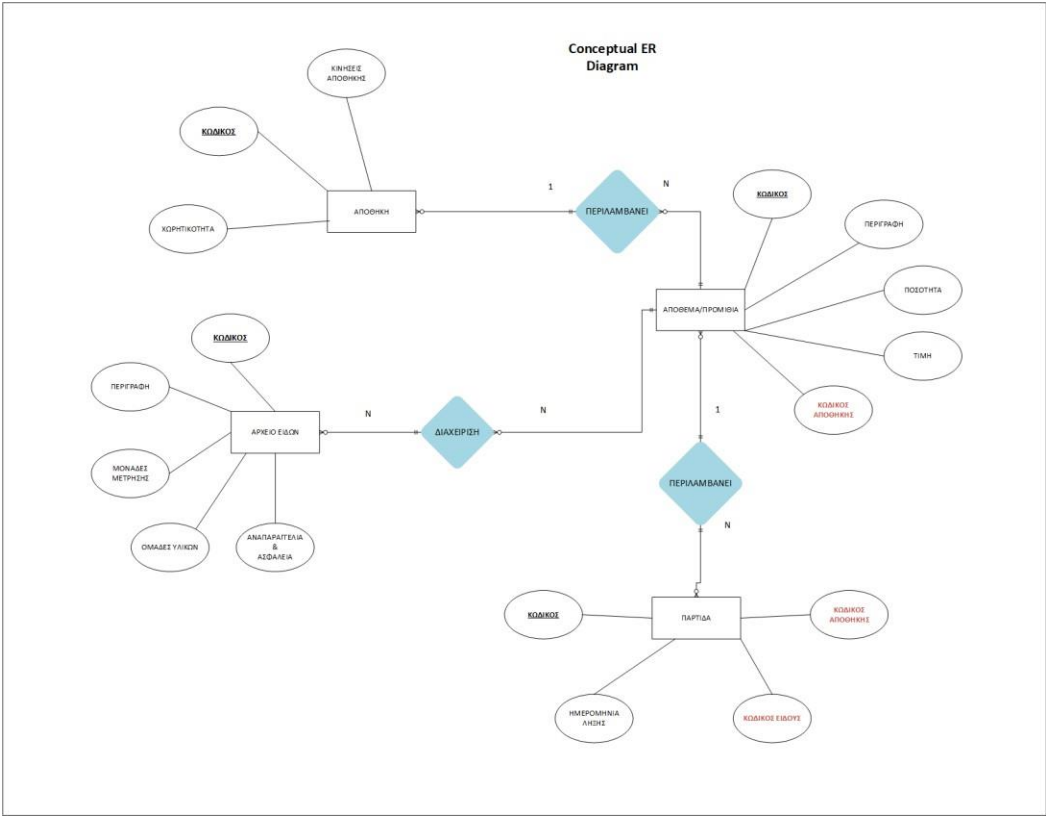 Conceptual ER
Diagram
ΚΙΝΗΣΕΙΣ
ΑΠΟΘΗΚΗΣ
ΚΩΔΙΚΟΣ
ΧΩΡΗΤΙΚΟΤΗΤΑ
ΑΠΟΘΗΚΗ
1
ΠΕΡΙΛΑΜΒΑΝΕΙ
N
ΚΩΔΙΚΟΣ
ΠΕΡΙΓΡΑΦΗ
ΠΟΣΟΤΗΤΑ
ΤΙΜΗ
ΚΩΔΙΚΟΣ
ΑΠΟΘΗΚΗΣ
ΑΠΟΘΕΜΑ/ΠΡΟΜΙΘΙΑ
ΚΩΔΙΚΟΣ
ΠΕΡΙΓΡΑΦΗ
ΜΟΝΑΔΕΣ
ΜΕΤΡΗΣΗΣ
ΟΜΑΔΕΣ ΥΛΙΚΩΝ
ΑΝΑΠΑΡΑΓΓΕΛΙΑ
&
ΑΣΦΑΛΕΙΑ
ΑΡΧΕΙΟ ΕΙΔΩΝ
N
ΔΙΑΧΕΙΡΙΣΗ
N
1
ΠΕΡΙΛΑΜΒΑΝΕΙ
N
ΚΩΔΙΚΟΣ
ΠΑΡΤΙΔΑ
ΚΩΔΙΚΟΣ
ΑΠΟΘΗΚΗΣ
ΗΜΕΡΟΜΗΝΙΑ
ΛΗΞΗΣ
ΚΩΔΙΚΟΣ ΕΙΔΟΥΣ